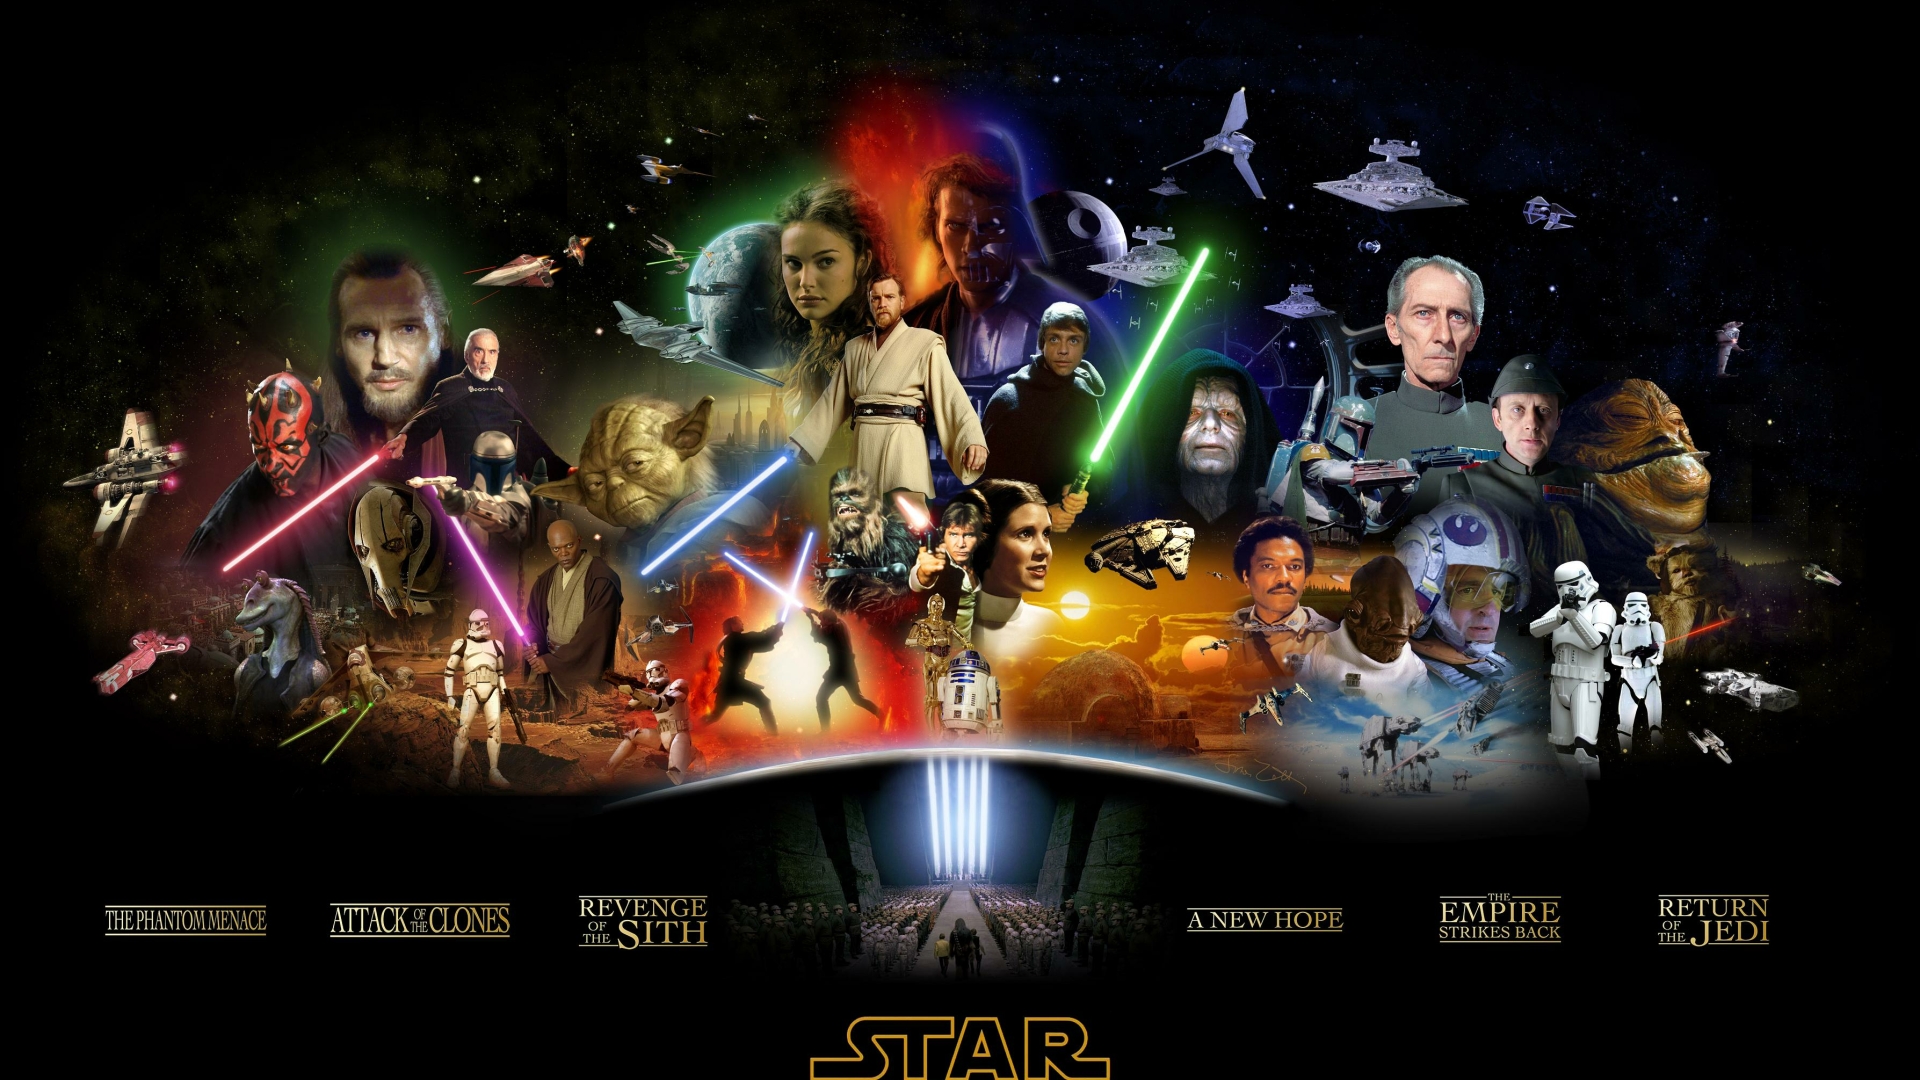 THE PHANTOM MENACE
ATTACK OF THE CLONES
REVENGE
OF THE SITH
A NEW HOPE
THE
EMPIRE
STRIKES BACK
RETURN
OF THE JEDI
STAR